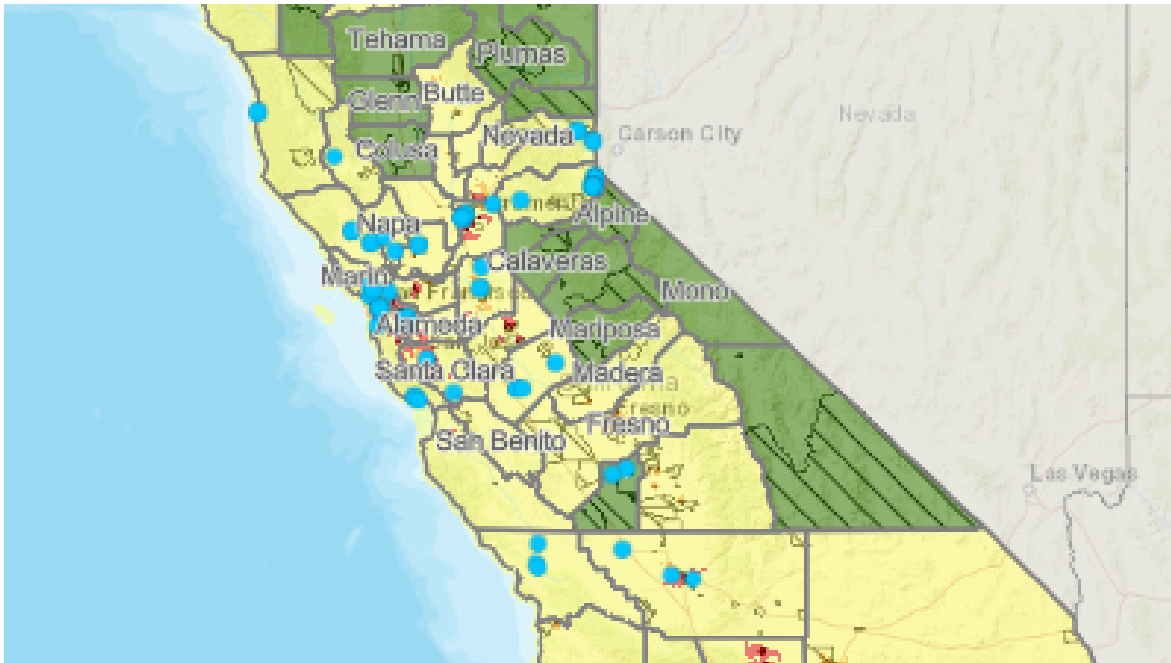 Tehama
Plumas
Glenn
Butte
Nevada
Nevada
Carson City
Colusa
Napa
Alpine
Calaveras
Marin
Mono
Alameda
Mariposa
Santa Clara
Madera
Fresno
Fresno
San Benito
Las Vegas